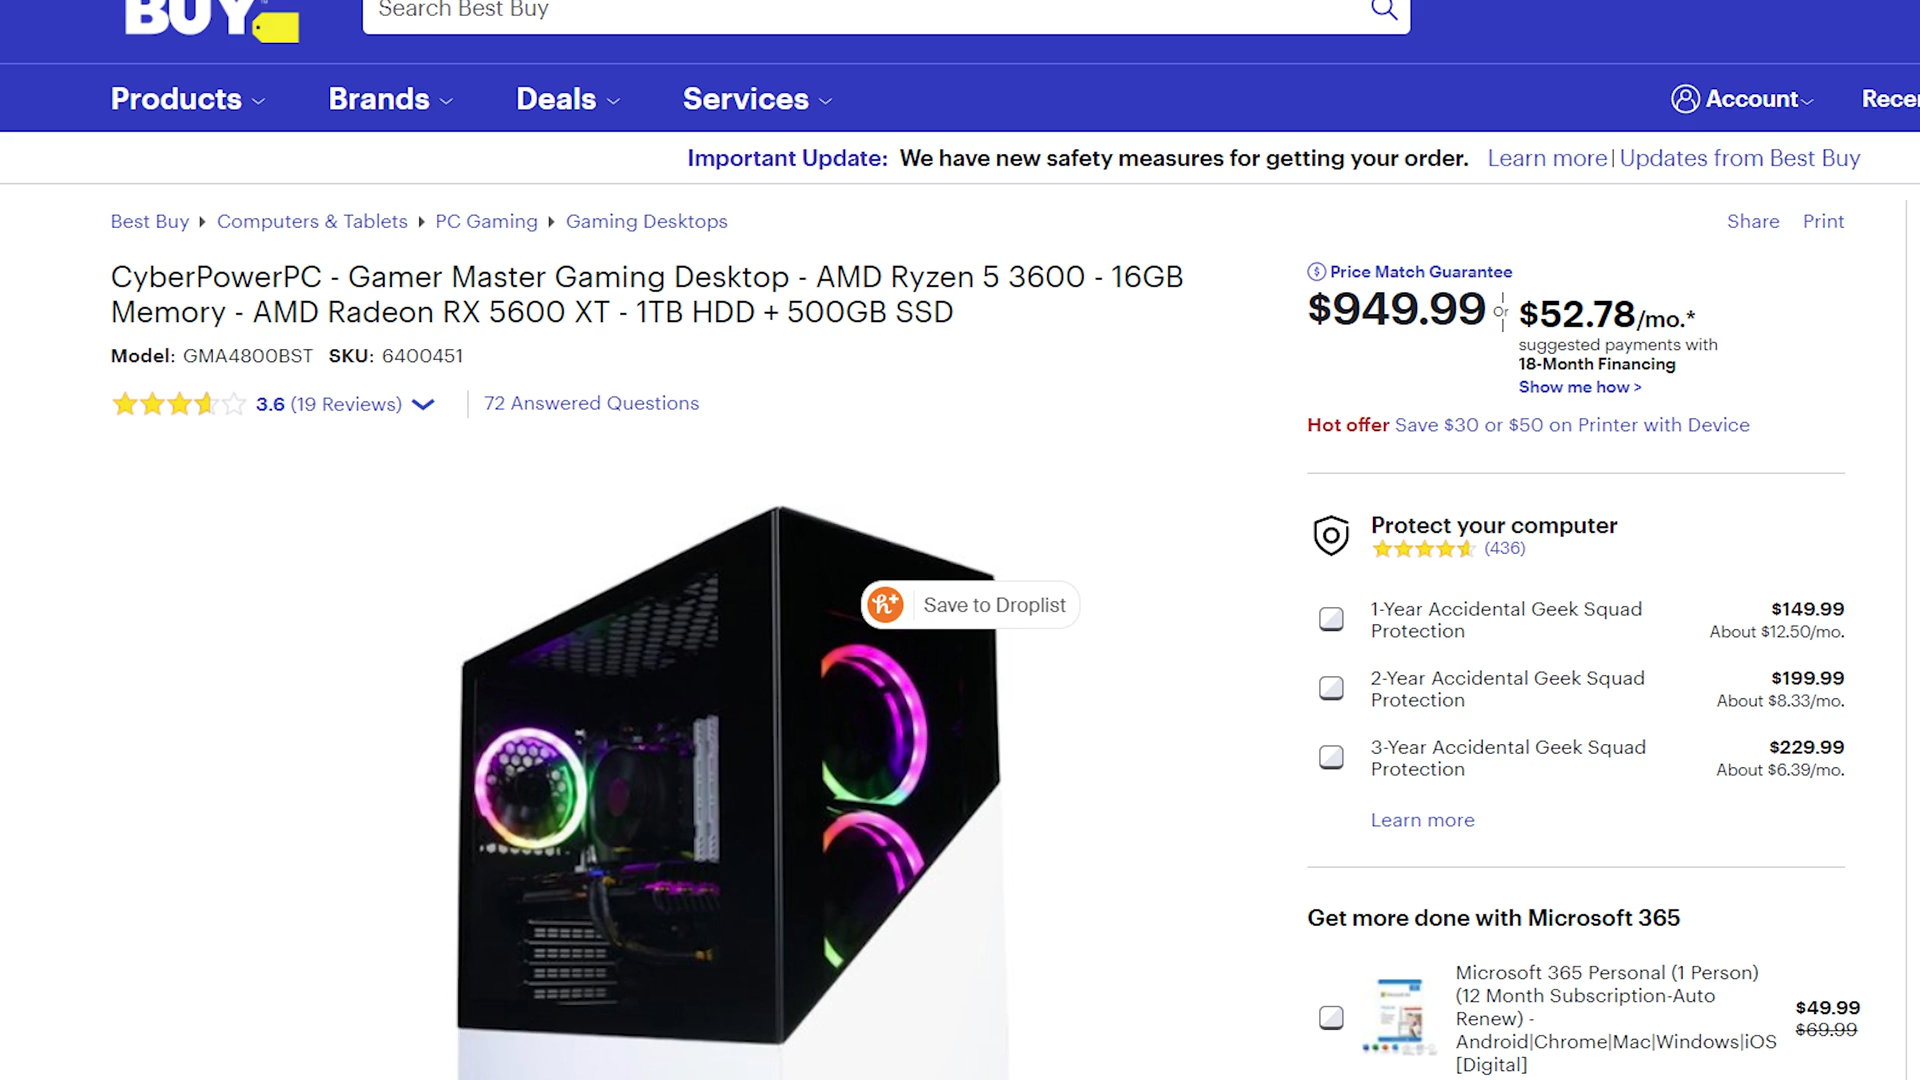 BUY
Search Best Buy
Products
Brands
Deals
Services
Account
Recer
Important Update: We have new safety measures for getting your order. Learn more|Updates from Best Buy
Best Buy
Computers & Tablets
PC Gaming
Gaming Desktops
Share
Print
CyberPowerPC - Gamer Master Gaming Desktop - AMD Ryzen 5 3600 - 16GB
Memory - AMD Radeon RX 5600 XT - 1TB HDD + 500GB SSD
Model: GMA4800BST SKU: 6400451
3.6 (19 Reviews)
72 Answered Questions
Save to Droplist
Price Match Guarantee
$949.99
or
$52.78/mo.*
suggested payments with
18-Month Financing
Show me how >
Hot offer Save $30 or $50 on Printer with Device
Protect your computer
(436)
1-Year Accidental Geek Squad
Protection
$149.99
About $12.50/mo.
2-Year Accidental Geek Squad
Protection
$199.99
About $8.33/mo.
3-Year Accidental Geek Squad
Protection
$229.99
About $6.39/mo.
Learn more
Get more done with Microsoft 365
Microsoft 365 Personal (1 Person)
(12 Month Subscription-Auto
Renew) -
Android|Chrome|Mac|Windows|iOS
[Digital]
$49.99
$69.99